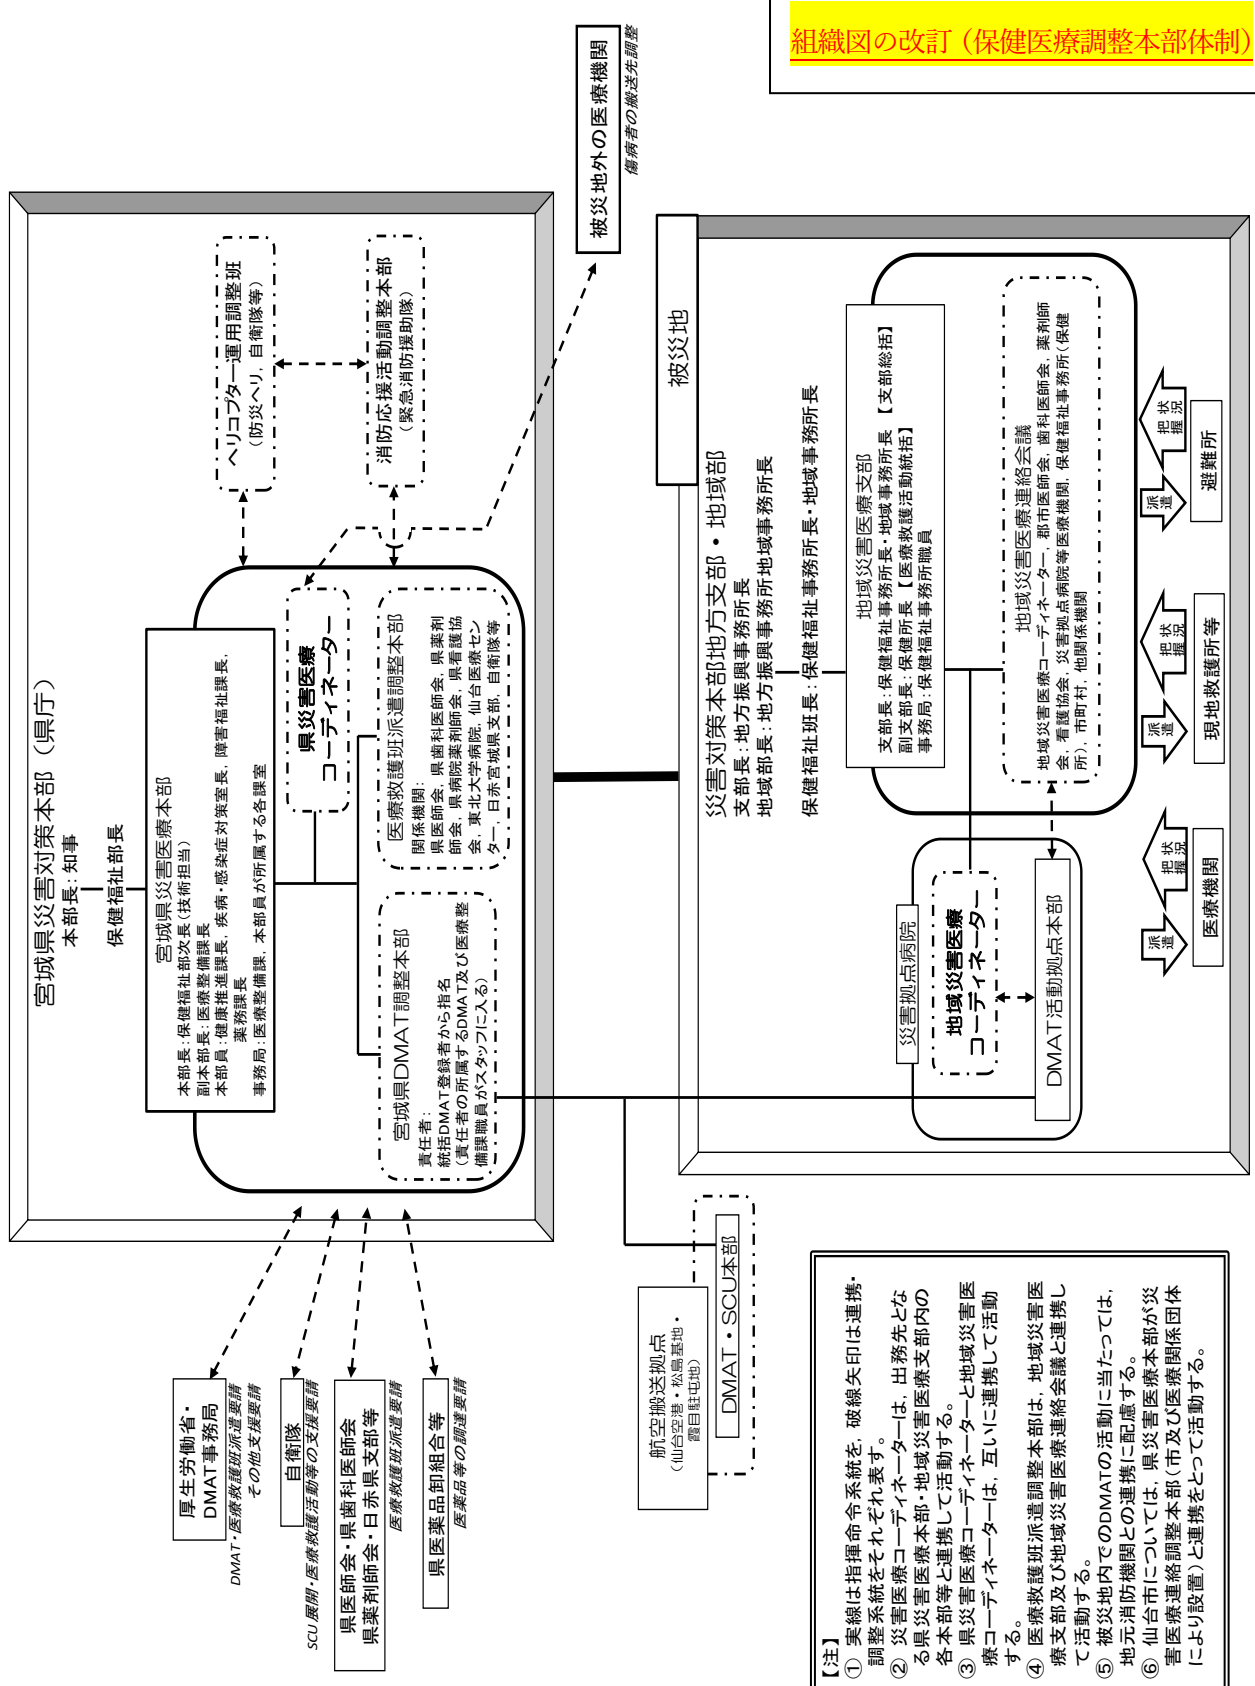 組織図の改訂（保健医療調整本部体制）
宮城県災害対策本部（県庁）
本部長：知事
保健福祉部長
宮城県災害医療本部
本部長：保健福祉部次長（技術担当）
副本部長：医療整備課長
本部員：健康推進課長，疾病・感染症対策室長，障害福祉課長，
薬務課長
事務局：医療整備課，本部員が所属する各課室
県災害医療
コーディネーター
医療救護班派遣調整本部
関係機関：
県医師会，県歯科医師会，県薬剤
師会，県病院薬剤師会，県看護協
会，東北大学病院，仙台医療セン
ター，日赤宮城県支部，自衛隊等
宮城県DMAT調整本部
責任者：
統括DMAT登録者から指名
（責任者の所属するDMAT及び医療整
備課職員がスタッフに入る）
ヘリコプター運用調整班
（防災ヘリ，自衛隊等）
消防応援活動調整本部
（緊急消防援助隊）
被災地外の医療機関
傷病者の搬送先調整
厚生労働省・
DMAT事務局
DMAT・医療救護班派遣要請
その他支援要請
自衛隊
SCU展開・医療救護活動等の支援要請
県医師会・県歯科医師会
県薬剤師会・日赤県支部等
医療救護班派遣要請
県医薬品卸組合等
医薬品等の調達要請
被災地
災害対策本部地方支部・地域部
支部長：地方振興事務所長
地域部長：地方振興事務所地域事務所長
保健福祉班長：保健福祉事務所長・地域事務所長
地域災害医療支部
支部長：保健福祉事務所長・地域事務所長【支部総括】
副支部長：保健所長【医療救護活動統括】
事務局：保健福祉事務所職員
地域災害医療連絡会議
地域災害医療コーディネーター，郡市医師会，歯科医師会，薬剤師
会，看護協会，災害拠点病院等医療機関，保健福祉事務所（保健
所），市町村，他関係機関
災害拠点病院
地域災害医療
コーディネーター
DMAT活動拠点本部
派遣
状況
把握
医療機関
派遣
状況
把握
現地救護所等
派遣
状況
把握
避難所
航空搬送拠点
（仙台空港・松島基地・
霞目駐屯地）
DMAT・SCU本部
【注】
① 実線は指揮命令系統を，破線矢印は連携・
調整系統をそれぞれ表す。
② 災害医療コーディネーターは，出務先とな
る県災害医療本部・地域災害医療支部内の
各本部等と連携して活動する。
③ 県災害医療コーディネーターと地域災害医
療コーディネーターは，互いに連携して活動
する。
④ 医療救護班派遣調整本部は，地域災害医
療支部及び地域災害医療連絡会議と連携し
て活動する。
⑤ 被災地内でのDMATの活動に当たっては，
地元消防機関との連携に配慮する。
⑥ 仙台市については，県災害医療本部が災
害医療連絡調整本部（市及び医療関係団体
により設置）と連携をとって活動する。